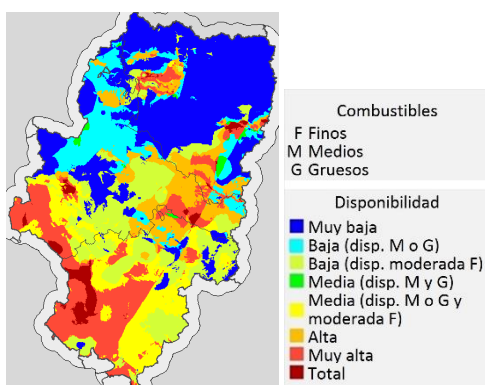 Combustibles
F Finos
M Medios
G Gruesos
Disponibilidad
Muy baja
Baja (disp. M o G)
Baja (disp. moderada F)
Media (disp. M y G)
Media (disp. M o G y
moderada F)
Alta
Muy alta
Total